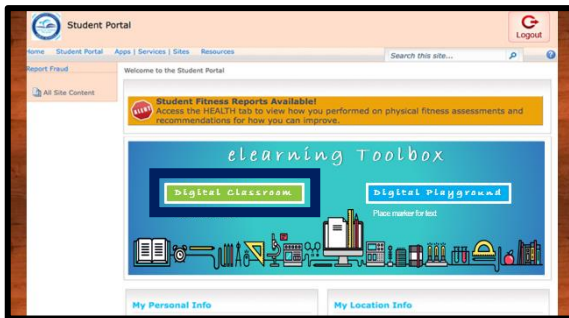 Student Portal
Logout
Home Student Portal Apps | Services | Sites Resources
Search this site...
Report Fraud
Welcome to the Student Portal
All Site Content
ALERT
Student Fitness Reports Available!
Access the HEALTH tab to view how you performed on physical fitness assessments and
recommendations for how you can improve.
elearning Toolbox
Digital Classroom
Digital Playground
Place marker for text
My Personal Info
My Location Info